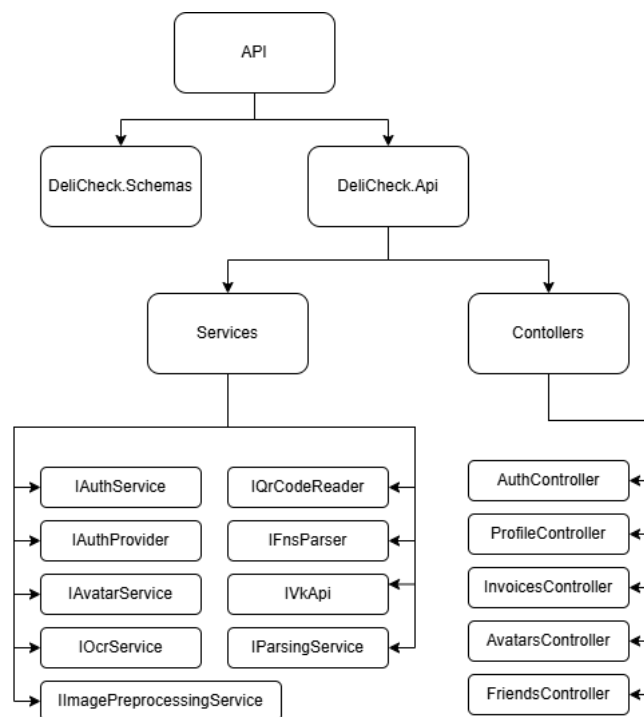 API
DeliCheck.Schemas
DeliCheck.Api
Services
Contollers
IAuthService
IQrCodeReader
AuthController
IAuthProvider
IFnsParser
ProfileController
IAvatarService
IVkApi
InvoicesController
IOcrService
IParsingService
AvatarsController
IImagePreprocessingService
FriendsController